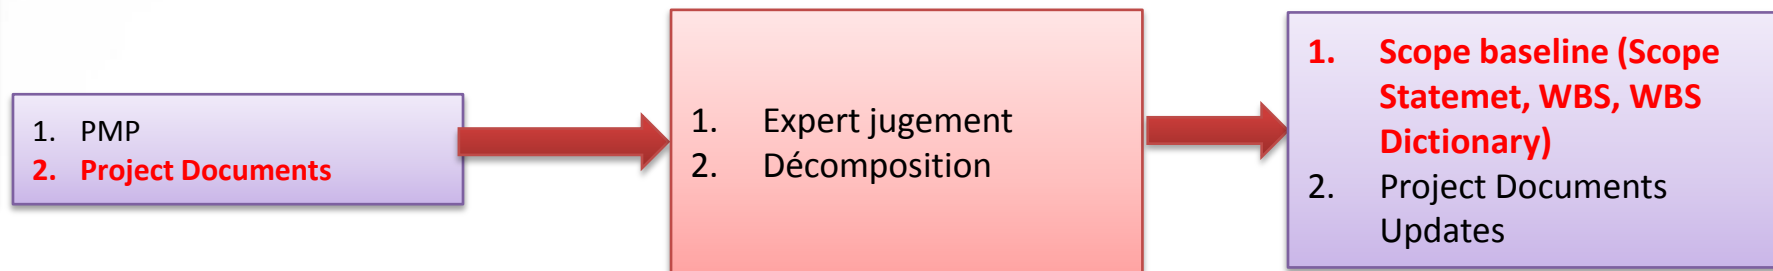 1. PMP
2. Project Documents
1. Expert jugement
2. Décomposition
1. Scope baseline (Scope
Statemet, WBS, WBS
Dictionary)
2. Project Documents
Updates